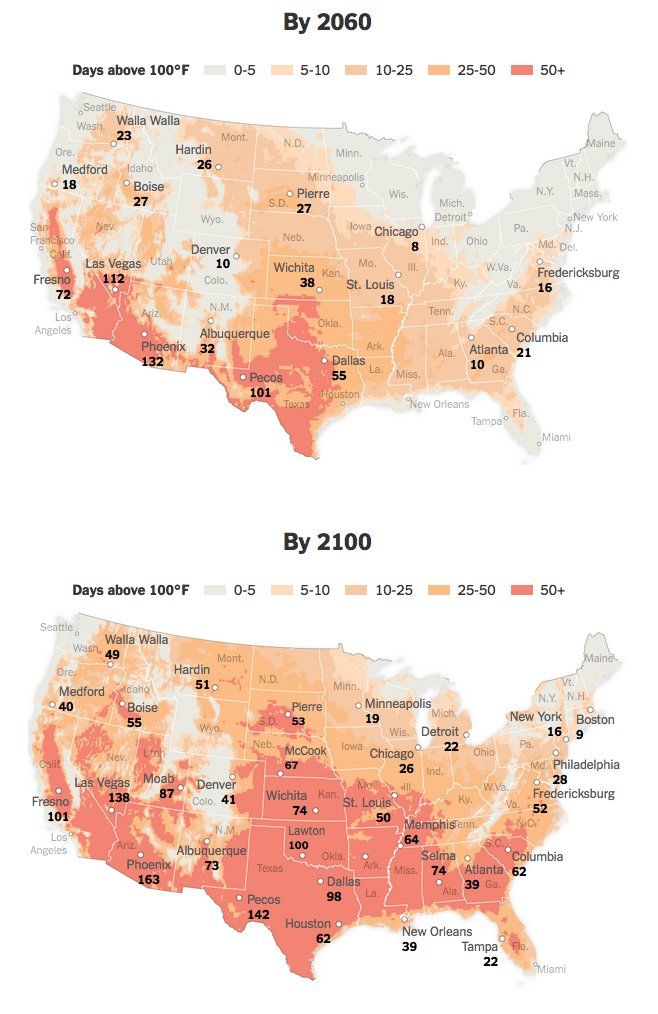 By 2060
Days above 100°F 0-5 5-10 10-25 25-50 50+
Seattle
Wash.
Walla Walla
23
Mont.
N.D.
Minn.
Maine
Ore.
Hardin
26
Vt.
N.H.
Medford
18
Idaho
Boise
27
Minneapolis
Pierre
27
S.D.
Wis.
Mich.
Detroit
N.Y.
Mass.
Wyo.
New York
N.J.
San
Francisco
Nev.
Calif.
Neb.
Iowa
Chicago
8
Ind.
Ohio
Pa.
Md.
Del.
Denver
10
Utah
Colo.
Las Vegas
112
Fresno
72
Wichita
38
Kan.
Mo.
Ill.
St. Louis
18
W.Va.
Ky.
Va.
Fredericksburg
16
Los
Angeles
Ariz.
N.M.
Albuquerque
32
Okla.
Tenn.
N.C.
S.C.
Columbia
21
Phoenix
132
Ark.
Atlanta
10
Ala.
Ga.
Dallas
55
La.
Miss.
Pecos
101
Texas
Houston
New Orleans
Fla.
Tampa
Miami
By 2100
Days above 100°F 0-5 5-10 10-25 25-50 50+
Seattle
Wash.
Walla Walla
49
Mont.
N.D.
Minn.
Maine
Ore.
Hardin
51
Vt.
N.H.
N.Y.
Medford
40
Idaho
Boise
55
Pierre
53
S.D.
Minneapolis
19
Wis.
Mich.
New York
16
Boston
9
Wyo.
Detroit
22
Nev.
Utah
Calif.
Neb.
McCook
67
Iowa
Chicago
26
Ind.
Ohio
Pa.
Philadelphia
28
Md.
Las Vegas
138
Moab
87
Denver
41
Colo.
Fresno
101
Wichita
74
Kan.
Mo.
Ill.
St. Louis
50
W.Va.
Ky.
Va.
Fredericksburg
52
Los
Angeles
Ariz.
N.M.
Albuquerque
73
Lawton
100
Okla.
Memphis
64
Tenn.
N.C.
S.C.
Columbia
62
Phoenix
163
Texas
Ark.
Selma
74
Atlanta
39
Ala.
Ga.
Dallas
98
La.
Miss.
Pecos
142
Houston
62
New Orleans
39
Tampa
22
Fla.
Miami